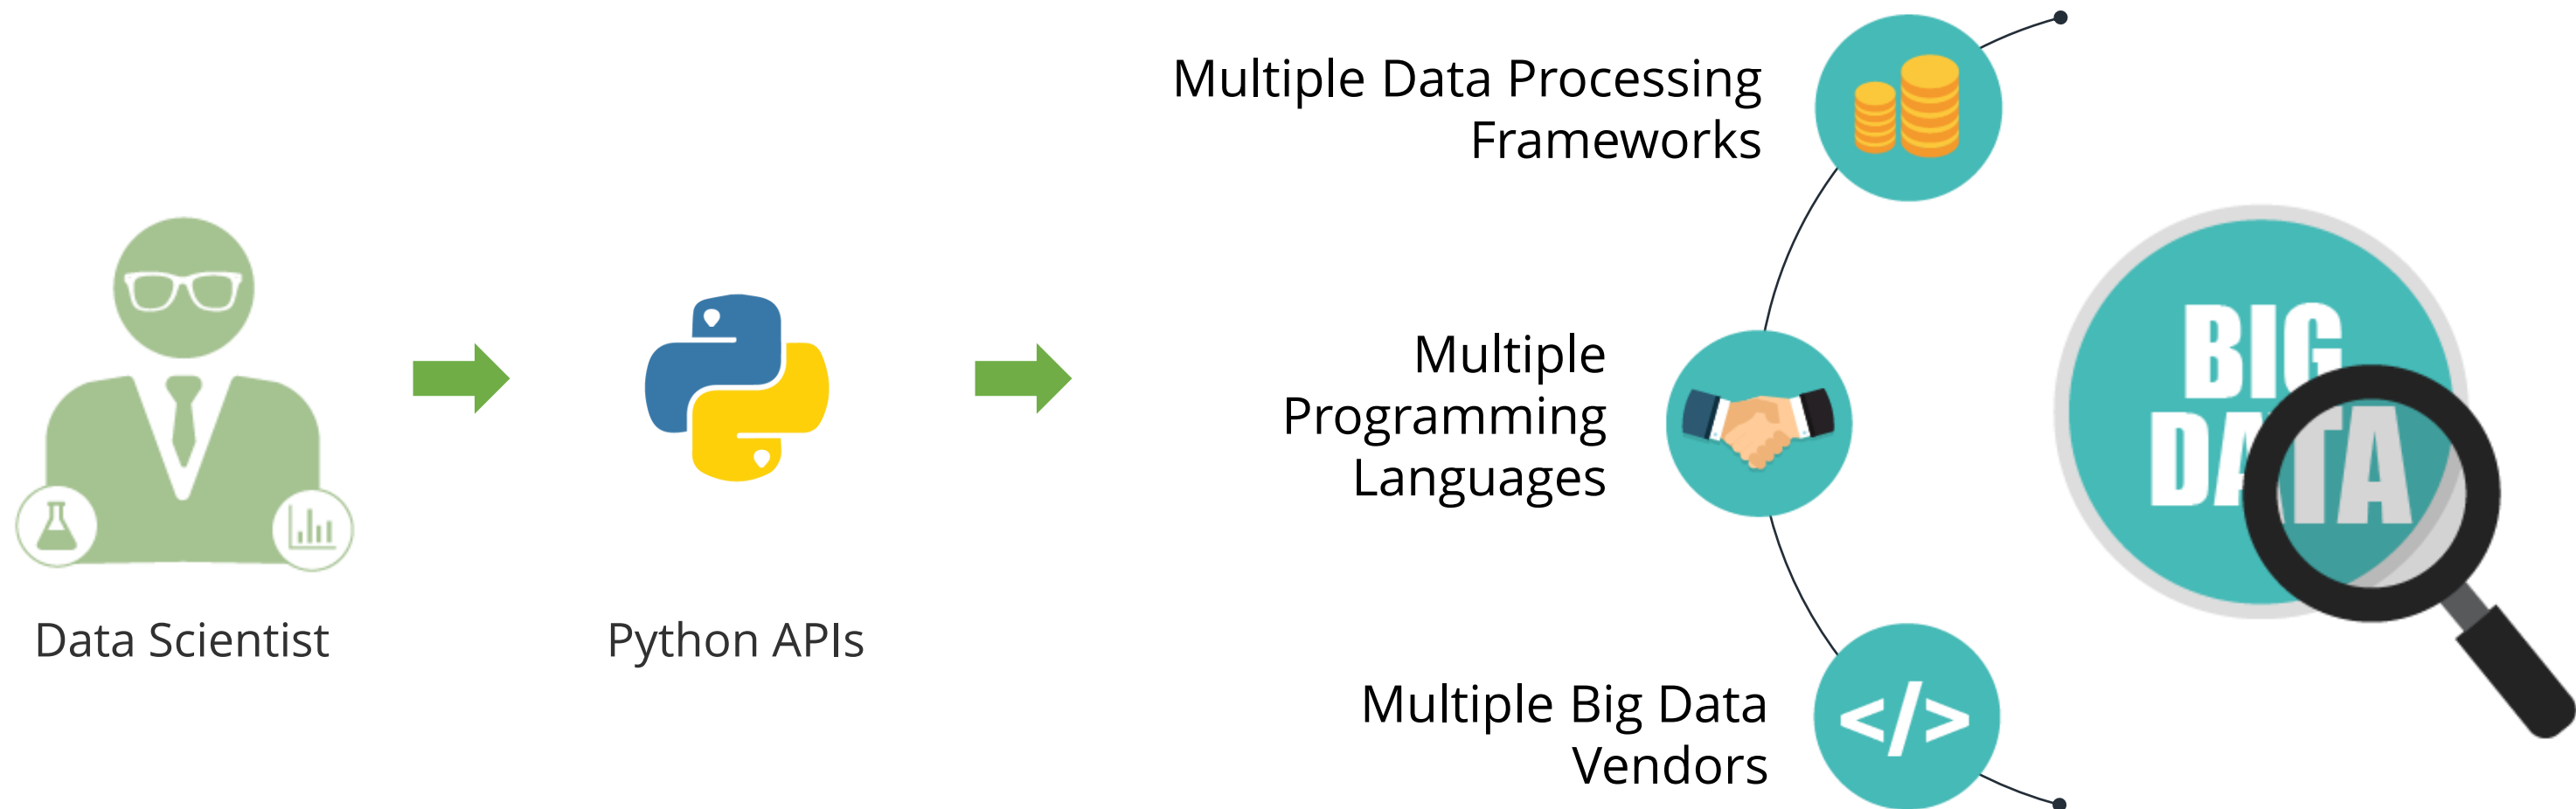 Multiple Data Processing
Frameworks
Multiple
Programming
Languages
BIG
DATA
Data Scientist
Python APIs
Multiple Big Data
Vendors
</>